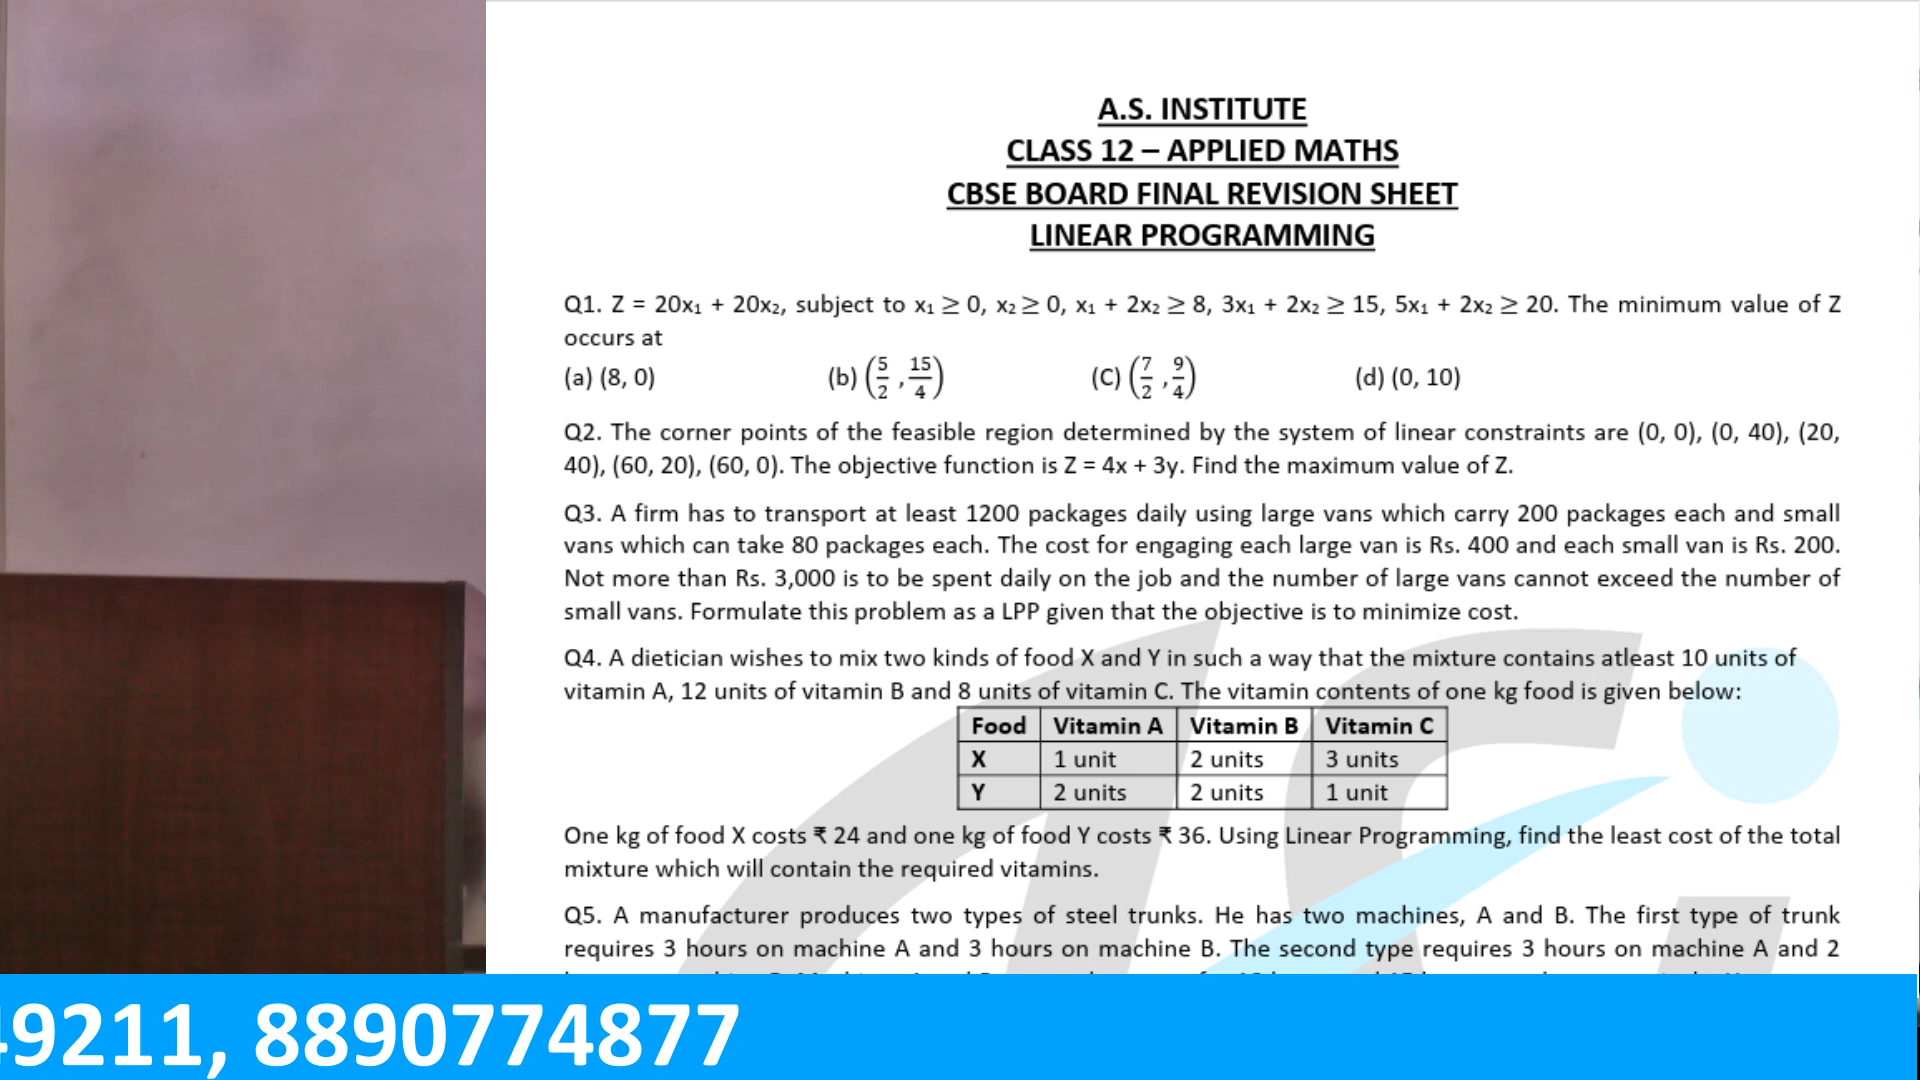 A.S. INSTITUTE
CLASS 12 – APPLIED MATHS
CBSE BOARD FINAL REVISION SHEET
LINEAR PROGRAMMING
Q1. Z = 20x₁ + 20x₂, subject to x₁ ≥ 0, x₂ ≥ 0, x₁ + 2x₂ ≥ 8, 3x₁ + 2x₂ ≥ 15, 5x₁ + 2x₂ ≥ 20. The minimum value of Z
occurs at
(a) (8, 0) (b) (5/2, 15/4) (C) (7/2, 9/4) (d) (0, 10)
Q2. The corner points of the feasible region determined by the system of linear constraints are (0, 0), (0, 40), (20,
40), (60, 20), (60, 0). The objective function is Z = 4x + 3y. Find the maximum value of Z.
Q3. A firm has to transport at least 1200 packages daily using large vans which carry 200 packages each and small
vans which can take 80 packages each. The cost for engaging each large van is Rs. 400 and each small van is Rs. 200.
Not more than Rs. 3,000 is to be spent daily on the job and the number of large vans cannot exceed the number of
small vans. Formulate this problem as a LPP given that the objective is to minimize cost.
Q4. A dietician wishes to mix two kinds of food X and Y in such a way that the mixture contains atleast 10 units of
vitamin A, 12 units of vitamin B and 8 units of vitamin C. The vitamin contents of one kg food is given below:
Food Vitamin A Vitamin B Vitamin C
X 1 unit 2 units 3 units
Y 2 units 2 units 1 unit
One kg of food X costs ₹ 24 and one kg of food Y costs ₹ 36. Using Linear Programming, find the least cost of the total
mixture which will contain the required vitamins.
Q5. A manufacturer produces two types of steel trunks. He has two machines, A and B. The first type of trunk
requires 3 hours on machine A and 3 hours on machine B. The second type requires 3 hours on machine A and 2
9211, 8890774877